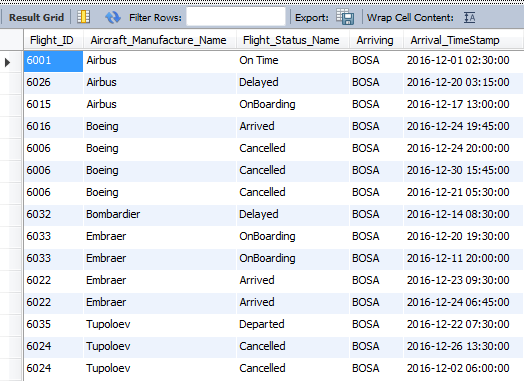 Result Grid Filter Rows: Export: Wrap Cell Content:
Flight_ID Aircraft_Manufacture_Name Flight_Status_Name Arriving Arrival_TimeStamp
6001 Airbus On Time BOSA 2016-12-01 02:30:00
6026 Airbus Delayed BOSA 2016-12-20 03:15:00
6015 Airbus OnBoarding BOSA 2016-12-17 13:00:00
6016 Boeing Arrived BOSA 2016-12-24 19:45:00
6006 Boeing Cancelled BOSA 2016-12-24 20:00:00
6006 Boeing Cancelled BOSA 2016-12-30 15:45:00
6006 Boeing Cancelled BOSA 2016-12-21 05:30:00
6032 Bombardier Delayed BOSA 2016-12-14 08:30:00
6033 Embraer OnBoarding BOSA 2016-12-20 19:30:00
6033 Embraer OnBoarding BOSA 2016-12-11 20:00:00
6022 Embraer Arrived BOSA 2016-12-23 09:30:00
6022 Embraer Arrived BOSA 2016-12-24 06:45:00
6035 Tupoloev Departed BOSA 2016-12-22 07:30:00
6024 Tupoloev Cancelled BOSA 2016-12-26 13:30:00
6024 Tupoloev Cancelled BOSA 2016-12-02 06:00:00